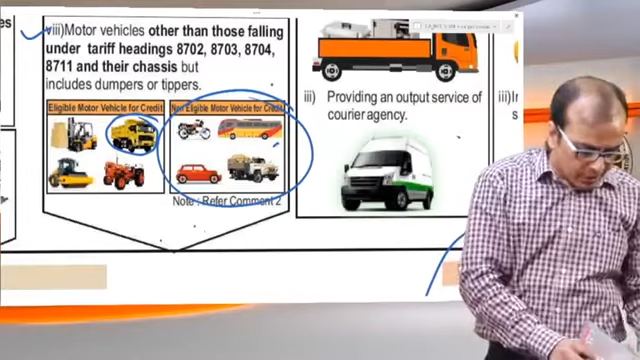 viii)Motor vehicles other than those falling
under tariff headings 8702, 8703, 8704,
8711 and their chassis but
includes dumpers or tippers.
Eligible Motor Vehicle for Credit
Non Eligible Motor Vehicle for Credit
Note : Refer Comment 2
iii) Providing an output service of
courier agency.
iii)